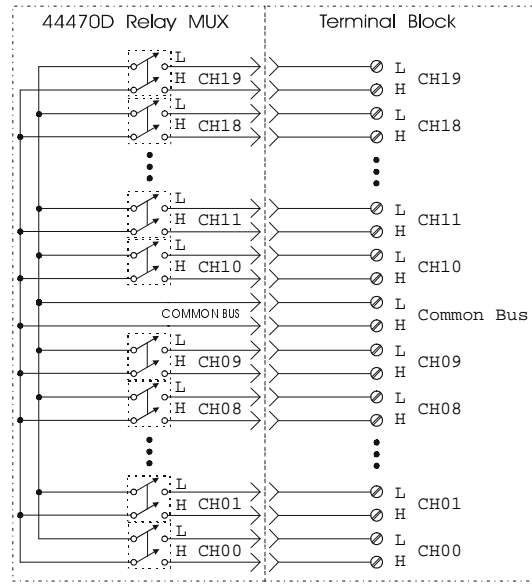 44470D Relay MUX Terminal Block
L L
H CH19 H CH19
L L
H CH18 H CH18
L L
H CH11 H CH11
L L
H CH10 H CH10
L
COMMON BUS H Common Bus
L L
H CH09 H CH09
L L
H CH08 H CH08
L L
H CH01 H CH01
L L
H CH00 H CH00